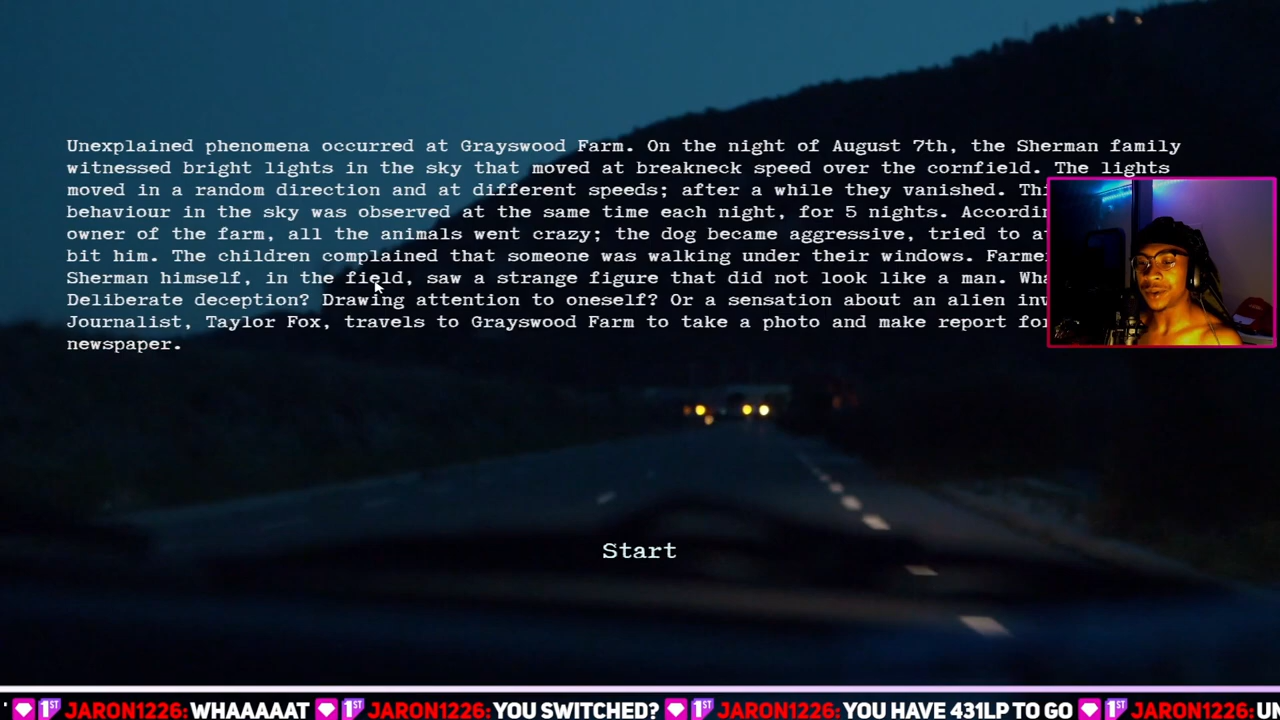 Unexplained phenomena occurred at Grayswood Farm. On the night of August 7th, the Sherman family
witnessed bright lights in the sky that moved at breakneck speed over the cornfield. The lights
moved in a random direction and at different speeds; after a while they vanished.
behaviour in the sky was observed at the same time each night, for 5 nights.
owner of the farm, all the animals went crazy; the dog became aggressive, tried to
bit him. The children complained that someone was walking under their windows.
Sherman himself, in the field, saw a strange figure that did not look like a man.
Deliberate deception? Drawing attention to oneself? Or a sensation about an alien
Journalist, Taylor Fox, travels to Grayswood Farm to take a photo and make report
newspaper.
Start
1ST JARON1226: WHAAAAAT 1ST JARON1226: YOU SWITCHED? 1ST JARON1226: YOU HAVE 431LP TO GO 1ST JARON1226: